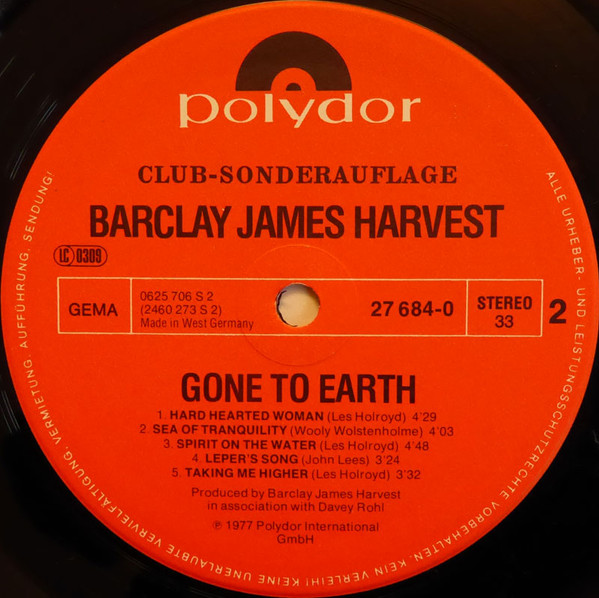 polydor
CLUB-SONDERAUFLAGE
BARCLAY JAMES HARVEST
LC 0309
GEMA
0625 706 S 2
(2460 273 S 2)
Made in West Germany
27 684-0
STEREO
33
2
GONE TO EARTH
1. HARD HEARTED WOMAN (Les Holroyd) 4'29
2. SEA OF TRANQUILITY (Wooly Wolstenholme) 4'03
3. SPIRIT ON THE WATER (Les Holroyd) 4'48
4. LEPER'S SONG (John Lees) 3'24
5. TAKING ME HIGHER (Les Holroyd) 3'32
Produced by Barclay James Harvest
in association with Davey Rohl
℗ 1977 Polydor International
GmbH
ALLE URHEBER- UND LEISTUNGSSCHUTZRECHTE VORBEHALTEN. KEIN VERLEIH! KEINE UNERLAUBTE VERVIELFÄLTIGUNG, VERMIETUNG, AUFFÜHRUNG, SENDUNG!